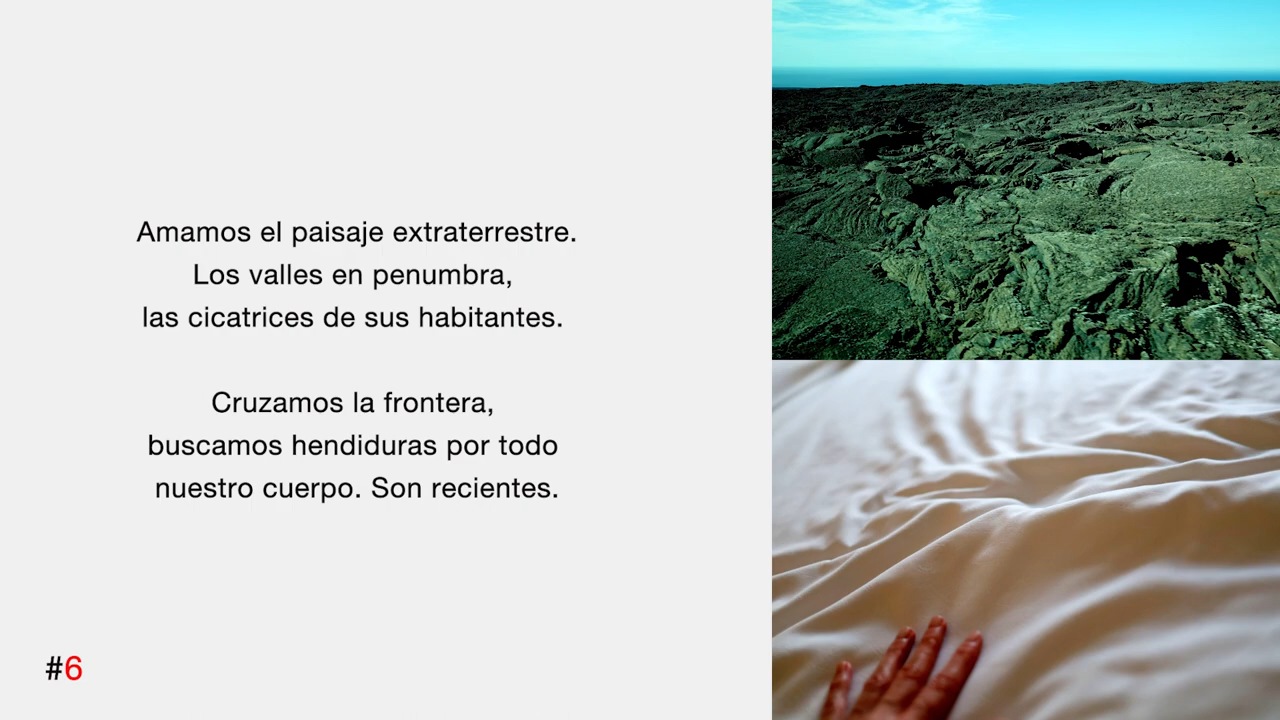 Amamos el paisaje extraterrestre.
Los valles en penumbra,
las cicatrices de sus habitantes.
Cruzamos la frontera,
buscamos hendiduras por todo
nuestro cuerpo. Son recientes.
#6